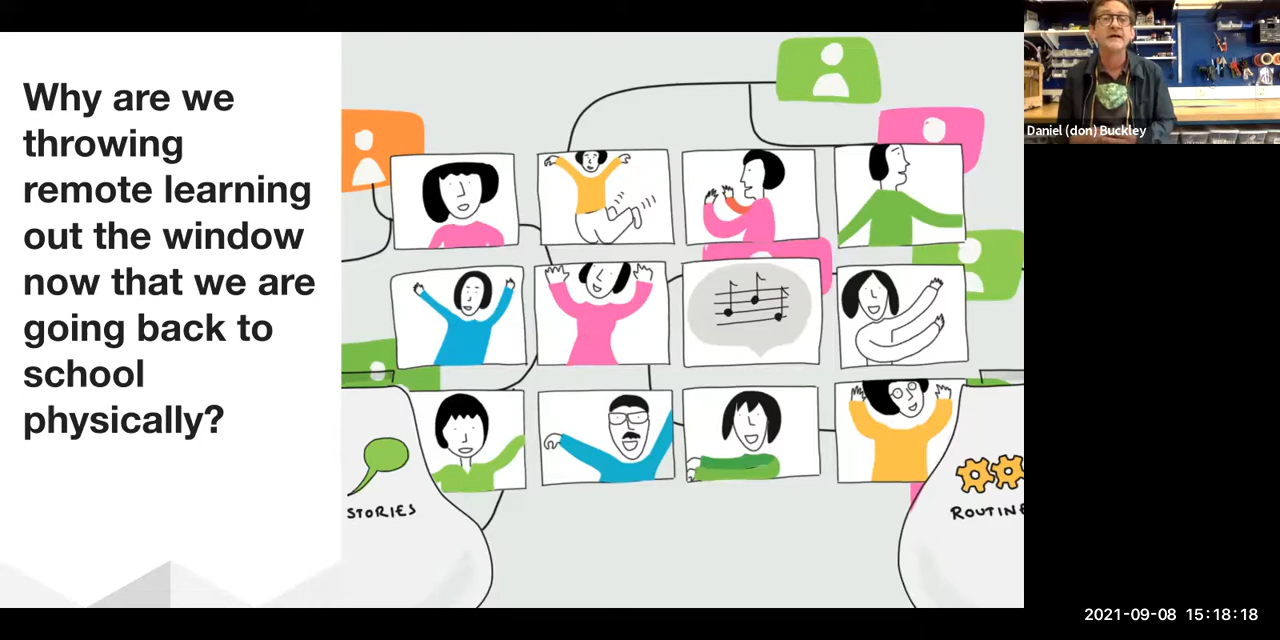 Why are we
throwing
remote learning
out the window
now that we are
going back to
school
physically?
Daniel (don) Buckley
STORIES
ROUTINE
2021-09-08 15:18:18